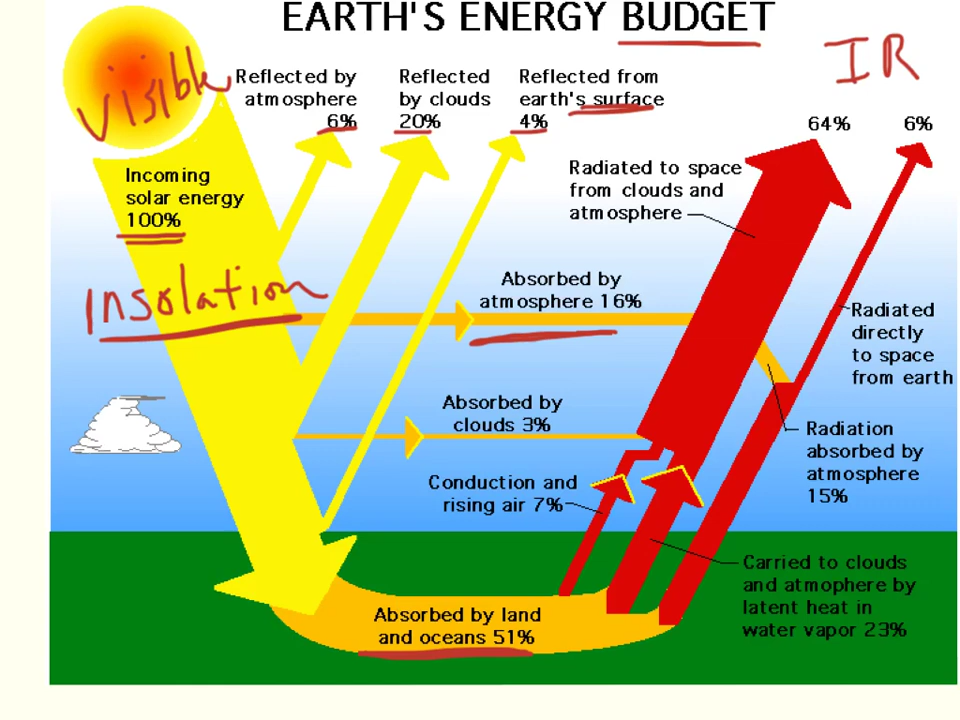 EARTH'S ENERGY BUDGET
IR
Visible
Reflected by
atmosphere
6%
Reflected
by clouds
20%
Reflected from
earth's surface
4%
64%
6%
Incoming
solar energy
100%
Radiated to space
from clouds and
atmosphere
Insolation
Absorbed by
atmosphere 16%
Radiated
directly
to space
from earth
Absorbed by
clouds 3%
Radiation
absorbed by
atmosphere
15%
Conduction and
rising air 7%
Carried to clouds
and atmophere by
latent heat in
water vapor 23%
Absorbed by land
and oceans 51%